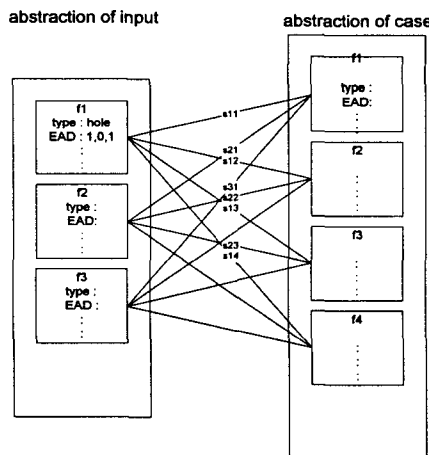 abstraction of input
abstraction of case
f1
type : hole
EAD : 1,0,1
f2
type :
EAD:
f3
type :
EAD:
s11
s21
s12
s31
s22
s13
s23
s14
f1
type :
EAD:
f2
f3
f4